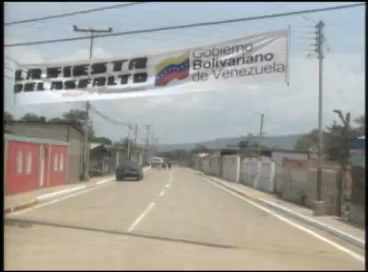 LA FIESTA
DEL ASFALTO
Gobierno
Bolivariano
de Venezuela